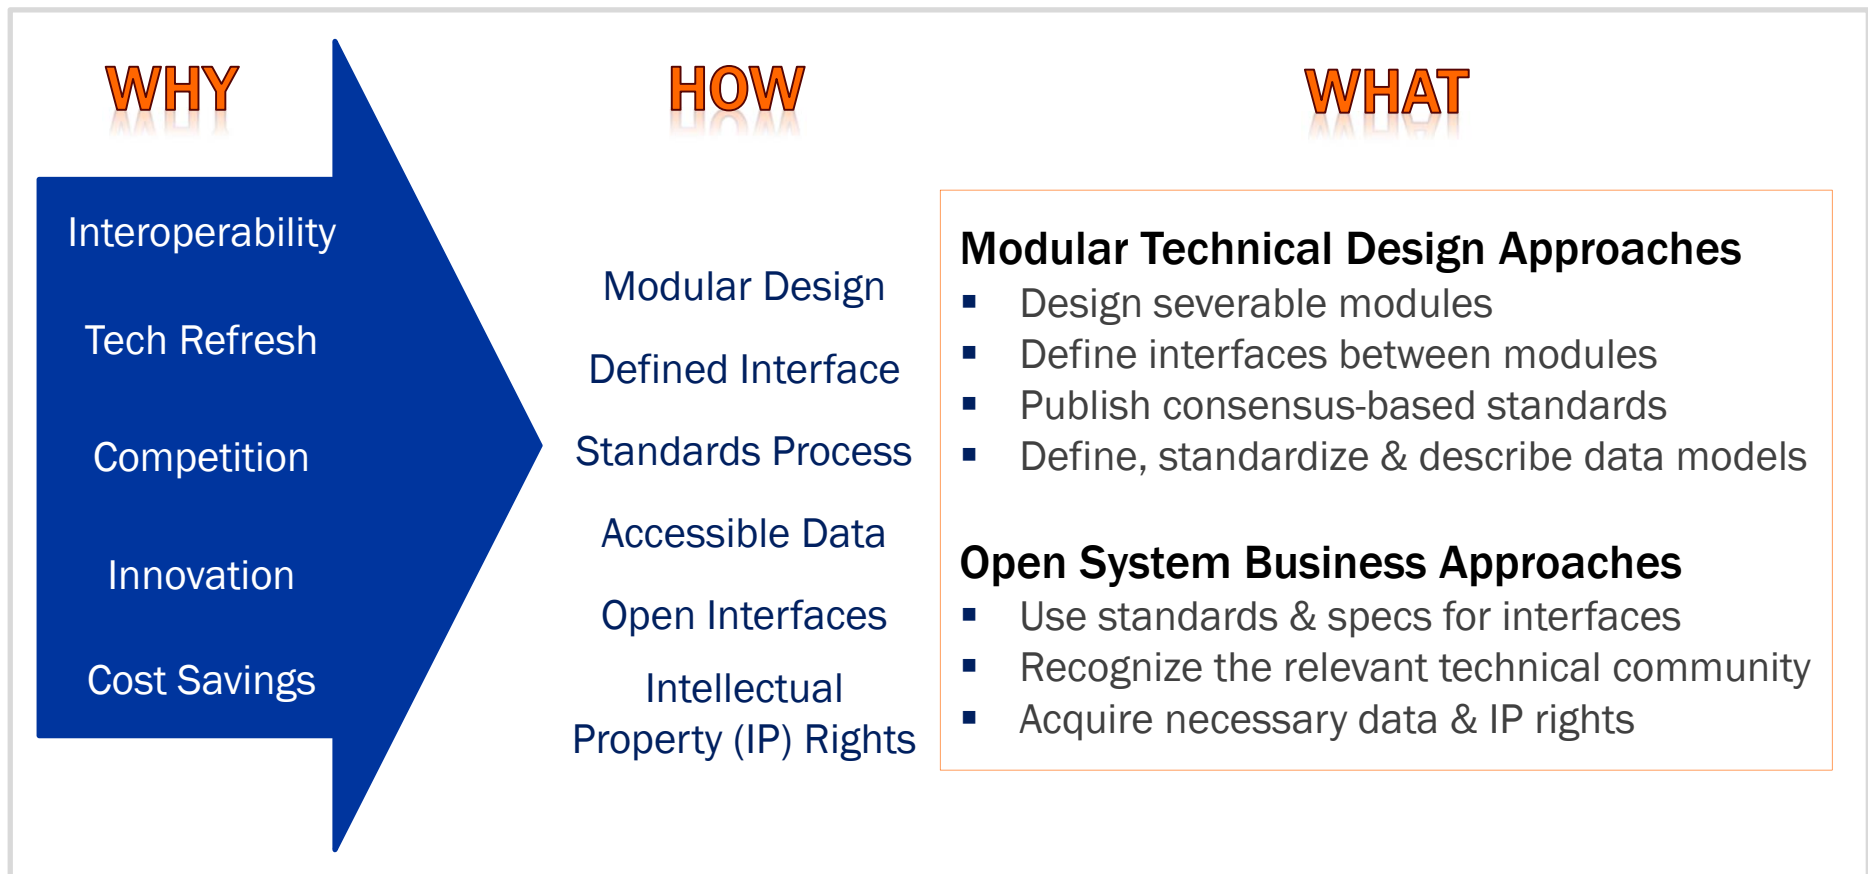 WHY
HOW
WHAT
Interoperability
Tech Refresh
Competition
Innovation
Cost Savings
Modular Design
Defined Interface
Standards Process
Accessible Data
Open Interfaces
Intellectual
Property (IP) Rights
Modular Technical Design Approaches
▪ Design severable modules
▪ Define interfaces between modules
▪ Publish consensus-based standards
▪ Define, standardize & describe data models
Open System Business Approaches
▪ Use standards & specs for interfaces
▪ Recognize the relevant technical community
▪ Acquire necessary data & IP rights